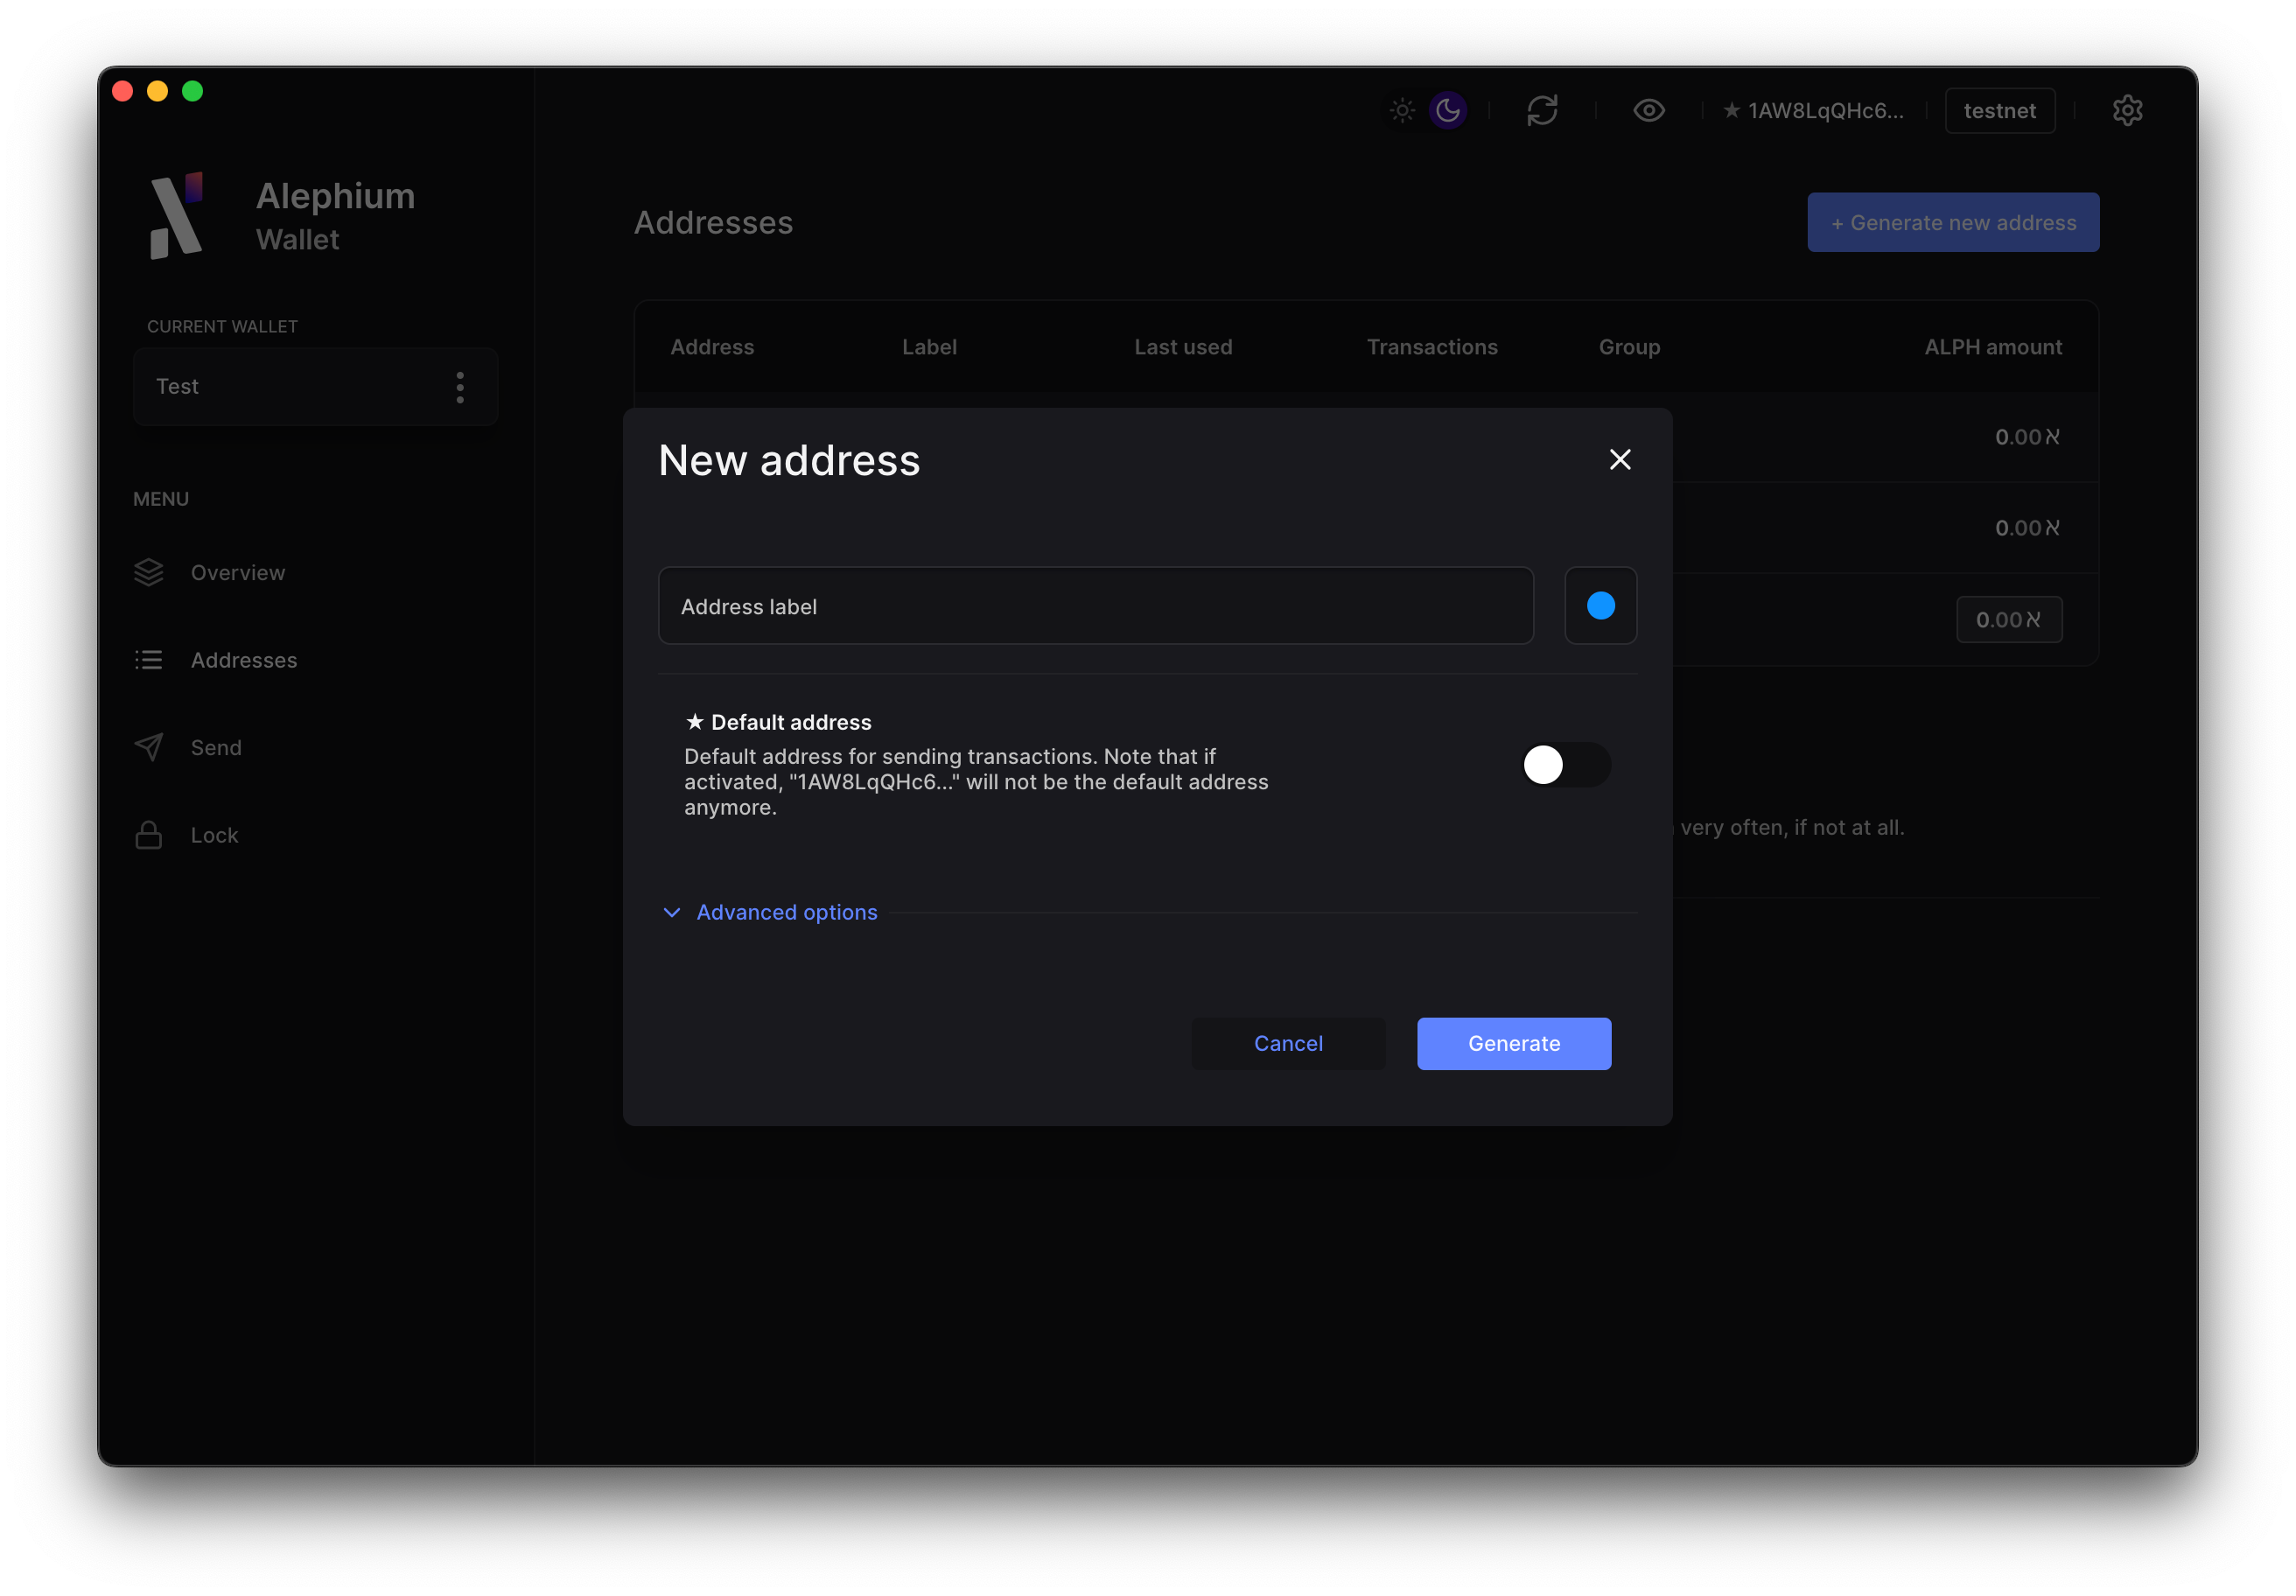 ★ 1AW8LqQHc6...
testnet
Alephium
Wallet
CURRENT WALLET
Test
MENU
Overview
Addresses
Send
Lock
Addresses
+ Generate new address
Address Label Last used Transactions Group ALPH amount
0.00 ℵ
0.00 ℵ
0.00 ℵ
very often, if not at all.
New address
Address label
★ Default address
Default address for sending transactions. Note that if
activated, "1AW8LqQHc6..." will not be the default address
anymore.
Advanced options
Cancel
Generate